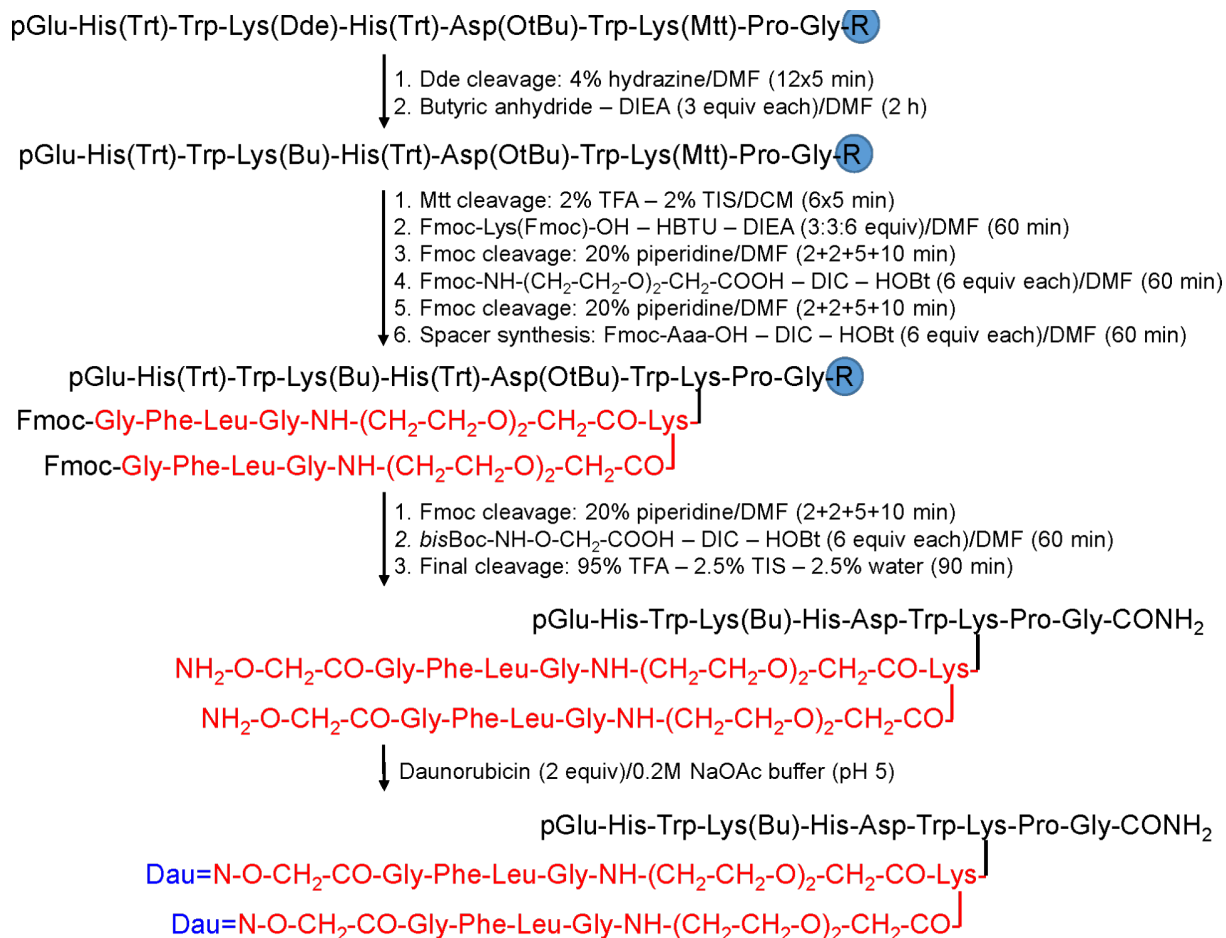 pGlu-His(Trt)-Trp-Lys(Dde)-His(Trt)-Asp(OtBu)-Trp-Lys(Mtt)-Pro-Gly-R
1. Dde cleavage: 4% hydrazine/DMF (12x5 min)
2. Butyric anhydride – DIEA (3 equiv each)/DMF (2 h)
pGlu-His(Trt)-Trp-Lys(Bu)-His(Trt)-Asp(OtBu)-Trp-Lys(Mtt)-Pro-Gly-R
1. Mtt cleavage: 2% TFA – 2% TIS/DCM (6x5 min)
2. Fmoc-Lys(Fmoc)-OH – HBTU – DIEA (3:3:6 equiv)/DMF (60 min)
3. Fmoc cleavage: 20% piperidine/DMF (2+2+5+10 min)
4. Fmoc-NH-(CH₂-CH₂-O)₂-CH₂-COOH – DIC – HOBt (6 equiv each)/DMF (60 min)
5. Fmoc cleavage: 20% piperidine/DMF (2+2+5+10 min)
6. Spacer synthesis: Fmoc-Aaa-OH – DIC – HOBt (6 equiv each)/DMF (60 min)
pGlu-His(Trt)-Trp-Lys(Bu)-His(Trt)-Asp(OtBu)-Trp-Lys-Pro-Gly-R
Fmoc-Gly-Phe-Leu-Gly-NH-(CH₂-CH₂-O)₂-CH₂-CO-Lys
Fmoc-Gly-Phe-Leu-Gly-NH-(CH₂-CH₂-O)₂-CH₂-CO
1. Fmoc cleavage: 20% piperidine/DMF (2+2+5+10 min)
2. bisBoc-NH-O-CH₂-COOH – DIC – HOBt (6 equiv each)/DMF (60 min)
3. Final cleavage: 95% TFA – 2.5% TIS – 2.5% water (90 min)
pGlu-His-Trp-Lys(Bu)-His-Asp-Trp-Lys-Pro-Gly-CONH₂
NH₂-O-CH₂-CO-Gly-Phe-Leu-Gly-NH-(CH₂-CH₂-O)₂-CH₂-CO-Lys
NH₂-O-CH₂-CO-Gly-Phe-Leu-Gly-NH-(CH₂-CH₂-O)₂-CH₂-CO
Daunorubicin (2 equiv)/0.2M NaOAc buffer (pH 5)
pGlu-His-Trp-Lys(Bu)-His-Asp-Trp-Lys-Pro-Gly-CONH₂
Dau=N-O-CH₂-CO-Gly-Phe-Leu-Gly-NH-(CH₂-CH₂-O)₂-CH₂-CO-Lys
Dau=N-O-CH₂-CO-Gly-Phe-Leu-Gly-NH-(CH₂-CH₂-O)₂-CH₂-CO